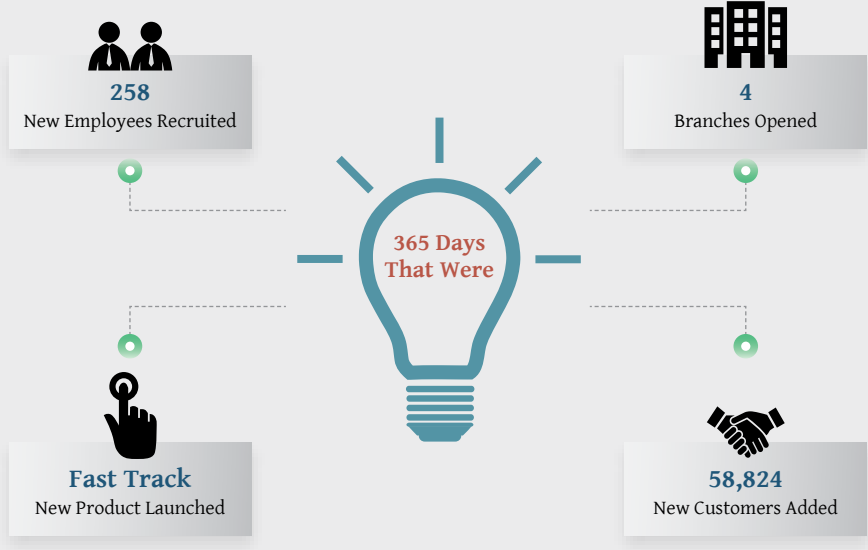 258
New Employees Recruited
4
Branches Opened
365 Days
That Were
Fast Track
New Product Launched
58,824
New Customers Added